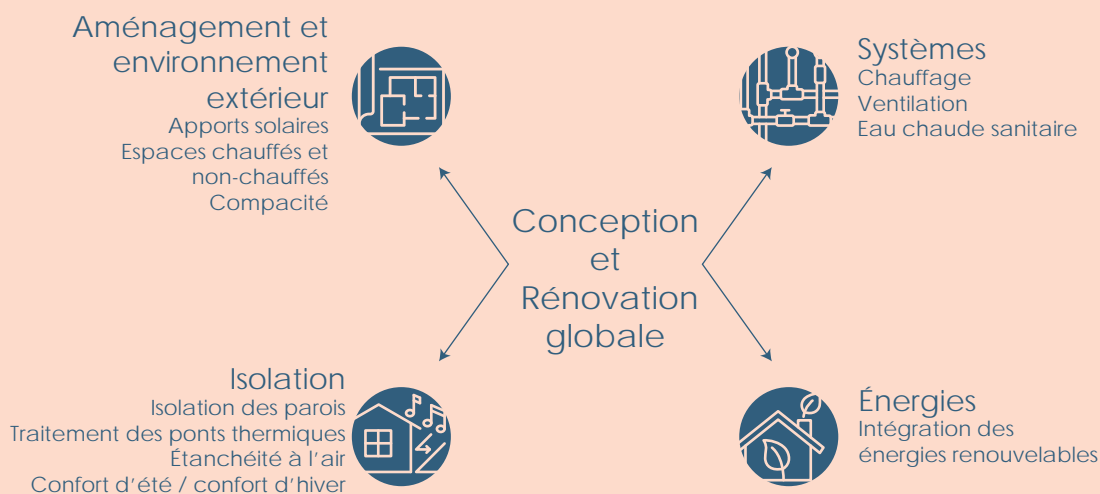 Aménagement et
environnement
extérieur
Apports solaires
Espaces chauffés et
non-chauffés
Compacité
Systèmes
Chauffage
Ventilation
Eau chaude sanitaire
Conception
et
Rénovation
globale
Isolation
Isolation des parois
Traitement des ponts thermiques
Étanchéité à l'air
Confort d'été / confort d'hiver
Énergies
Intégration des
énergies renouvelables